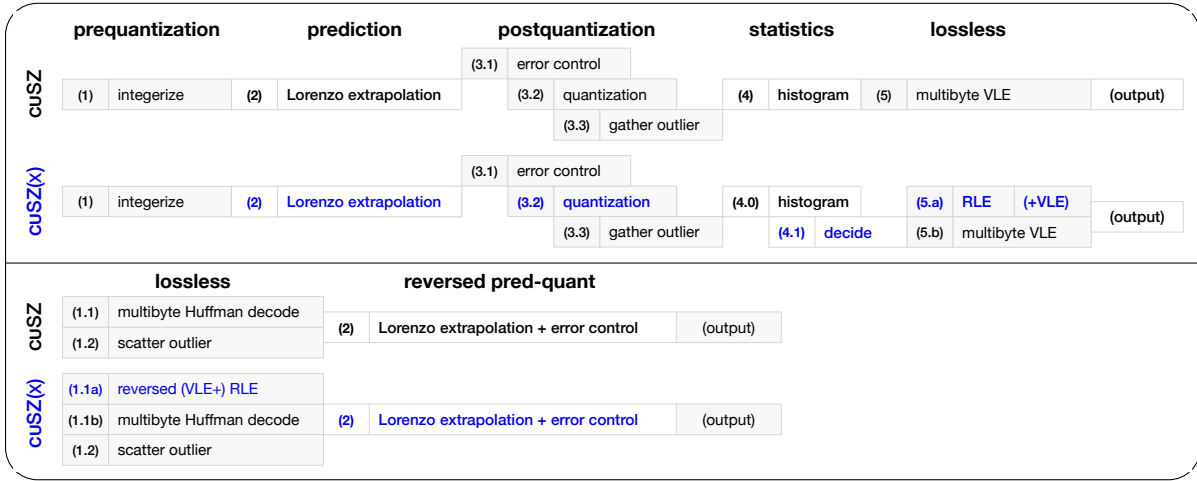 prequantization prediction postquantization statistics lossless
cuSZ
(3.1) error control
(1) integerize (2) Lorenzo extrapolation (3.2) quantization (4) histogram (5) multibyte VLE (output)
(3.3) gather outlier
cuSZ(x)
(3.1) error control
(1) integerize (2) Lorenzo extrapolation (3.2) quantization (4.0) histogram (5.a) RLE (+VLE) (output)
(3.3) gather outlier (4.1) decide (5.b) multibyte VLE
lossless reversed pred-quant
cuSZ
(1.1) multibyte Huffman decode
(2) Lorenzo extrapolation + error control (output)
(1.2) scatter outlier
cuSZ(x)
(1.1a) reversed (VLE+) RLE
(1.1b) multibyte Huffman decode (2) Lorenzo extrapolation + error control (output)
(1.2) scatter outlier